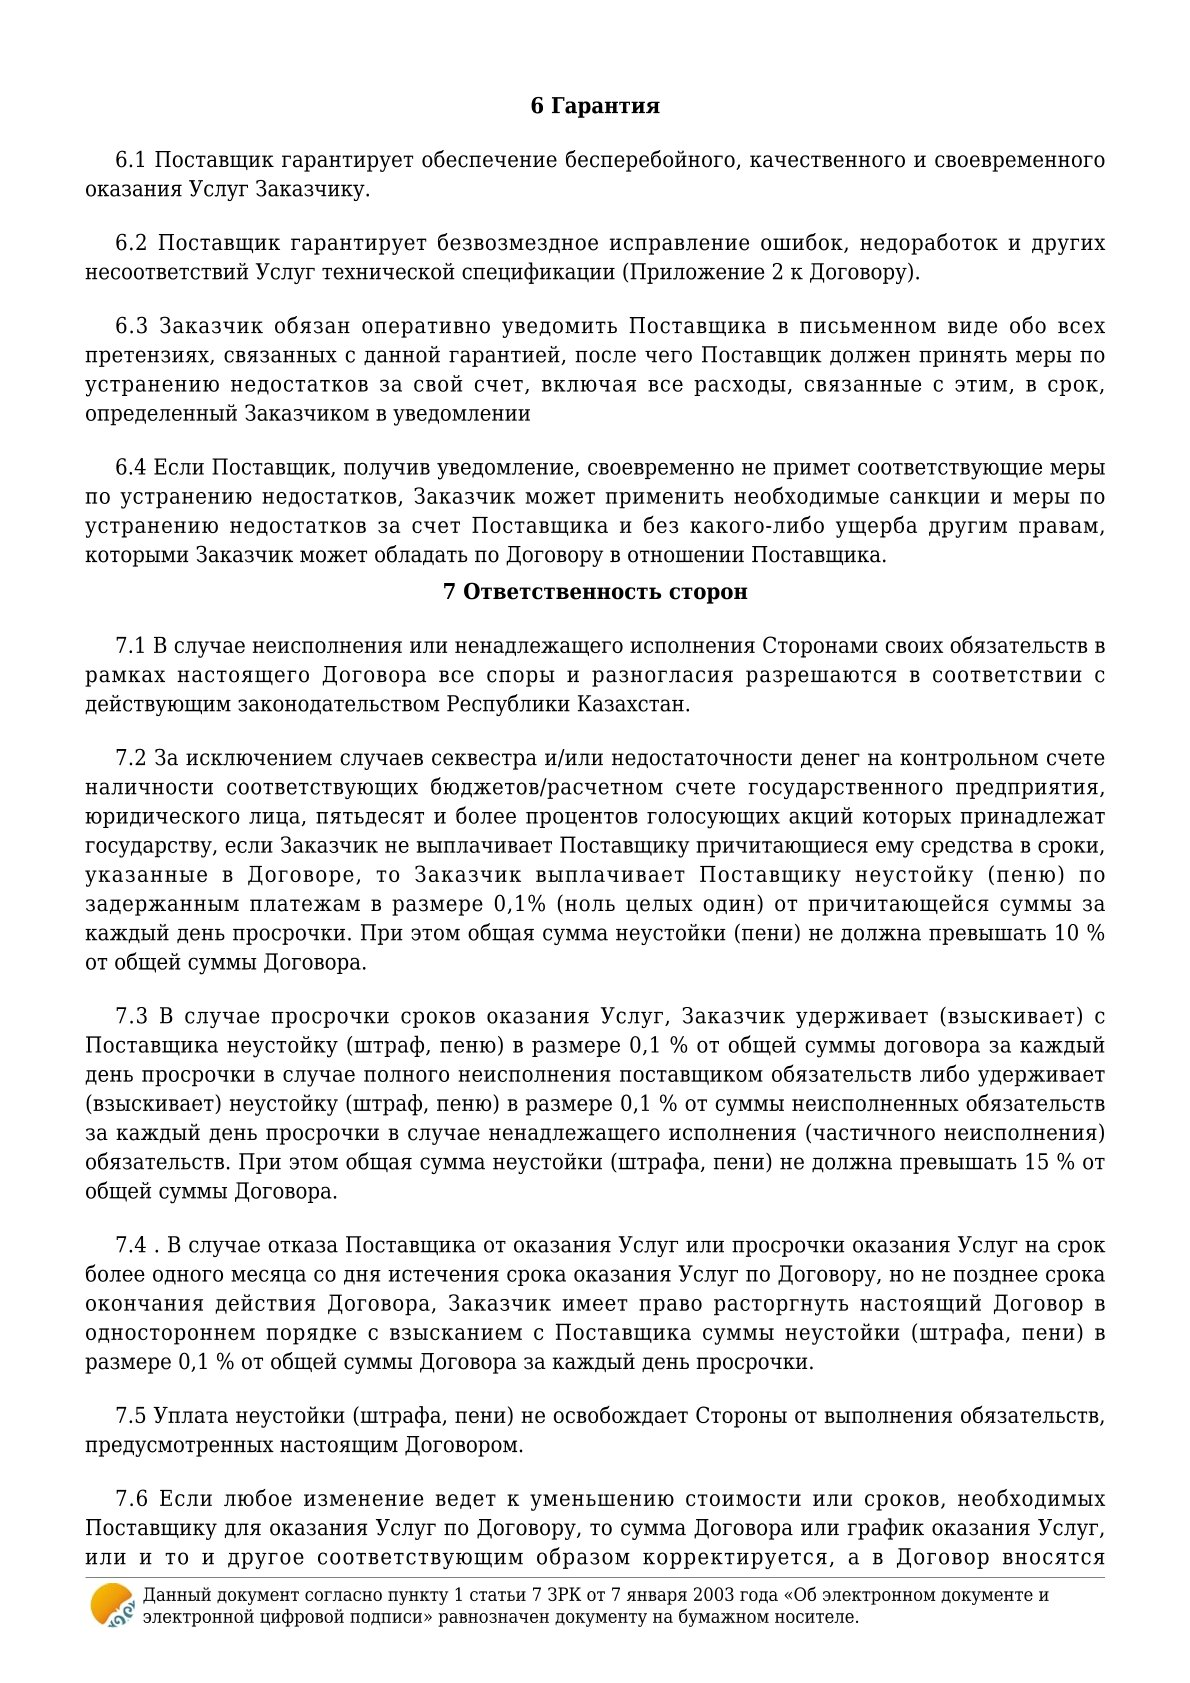 6 Гарантия
6.1 Поставщик гарантирует обеспечение бесперебойного, качественного и своевременного
оказания Услуг Заказчику.
6.2 Поставщик гарантирует безвозмездное исправление ошибок, недоработок и других
несоответствий Услуг технической спецификации (Приложение 2 к Договору).
6.3 Заказчик обязан оперативно уведомить Поставщика в письменном виде обо всех
претензиях, связанных с данной гарантией, после чего Поставщик должен принять меры по
устранению недостатков за свой счет, включая все расходы, связанные с этим, в срок,
определенный Заказчиком в уведомлении
6.4 Если Поставщик, получив уведомление, своевременно не примет соответствующие меры
по устранению недостатков, Заказчик может применить необходимые санкции и меры по
устранению недостатков за счет Поставщика и без какого-либо ущерба другим правам,
которыми Заказчик может обладать по Договору в отношении Поставщика.
7 Ответственность сторон
7.1 В случае неисполнения или ненадлежащего исполнения Сторонами своих обязательств в
рамках настоящего Договора все споры и разногласия разрешаются в соответствии с
действующим законодательством Республики Казахстан.
7.2 За исключением случаев секвестра и/или недостаточности денег на контрольном счете
наличности соответствующих бюджетов/расчетном счете государственного предприятия,
юридического лица, пятьдесят и более процентов голосующих акций которых принадлежат
государству, если Заказчик не выплачивает Поставщику причитающиеся ему средства в сроки,
указанные в Договоре, то Заказчик выплачивает Поставщику неустойку (пеню) по
задержанным платежам в размере 0,1% (ноль целых один) от причитающейся суммы за
каждый день просрочки. При этом общая сумма неустойки (пени) не должна превышать 10 %
от общей суммы Договора.
7.3 В случае просрочки сроков оказания Услуг, Заказчик удерживает (взыскивает) с
Поставщика неустойку (штраф, пеню) в размере 0,1 % от общей суммы договора за каждый
день просрочки в случае полного неисполнения поставщиком обязательств либо удерживает
(взыскивает) неустойку (штраф, пеню) в размере 0,1 % от суммы неисполненных обязательств
за каждый день просрочки в случае ненадлежащего исполнения (частичного неисполнения)
обязательств. При этом общая сумма неустойки (штрафа, пени) не должна превышать 15 % от
общей суммы Договора.
7.4 . В случае отказа Поставщика от оказания Услуг или просрочки оказания Услуг на срок
более одного месяца со дня истечения срока оказания Услуг по Договору, но не позднее срока
окончания действия Договора, Заказчик имеет право расторгнуть настоящий Договор в
одностороннем порядке с взысканием с Поставщика суммы неустойки (штрафа, пени) в
размере 0,1 % от общей суммы Договора за каждый день просрочки.
7.5 Уплата неустойки (штрафа, пени) не освобождает Стороны от выполнения обязательств,
предусмотренных настоящим Договором.
7.6 Если любое изменение ведет к уменьшению стоимости или сроков, необходимых
Поставщику для оказания Услуг по Договору, то сумма Договора или график оказания Услуг,
или и то и другое соответствующим образом корректируется, а в Договор вносятся
Данный документ согласно пункту 1 статьи 7 ЗРК от 7 января 2003 года «Об электронном документе и
электронной цифровой подписи» равнозначен документу на бумажном носителе.